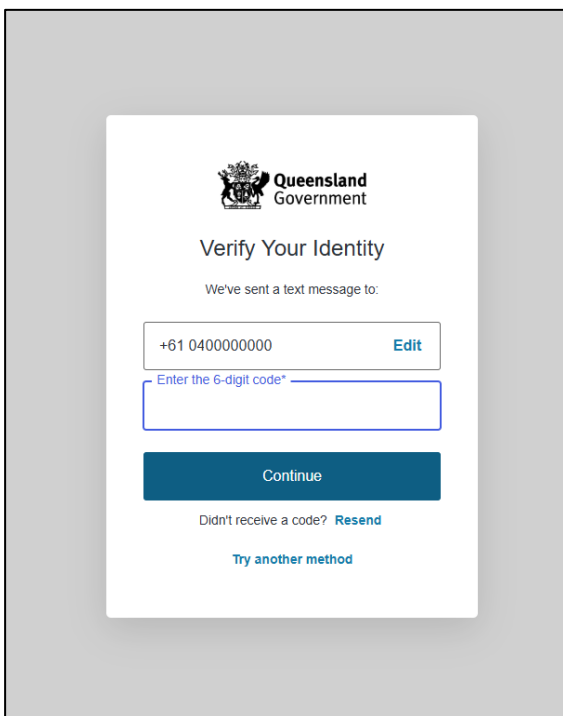 Queensland
Government
Verify Your Identity
We've sent a text message to:
+61 0400000000 Edit
Enter the 6-digit code*
Continue
Didn't receive a code? Resend
Try another method